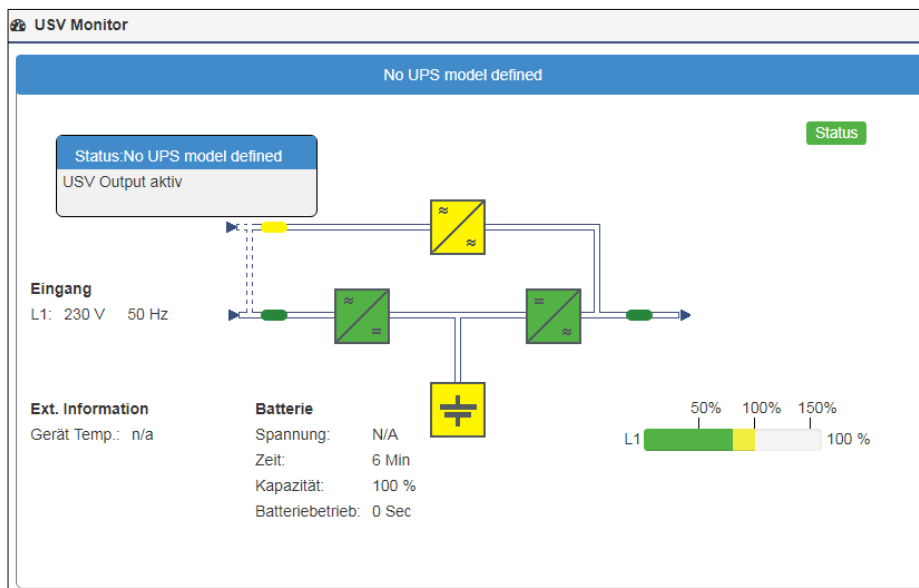 USV Monitor
No UPS model defined
Status
Status:No UPS model defined
USV Output aktiv
≈
≈
Eingang
L1: 230 V 50 Hz
≈
=
=
≈
Ext. Information
Gerät Temp.: n/a
Batterie
Spannung: N/A
Zeit: 6 Min
Kapazität: 100 %
Batteriebetrieb: 0 Sec
50% 100% 150%
L1 100 %